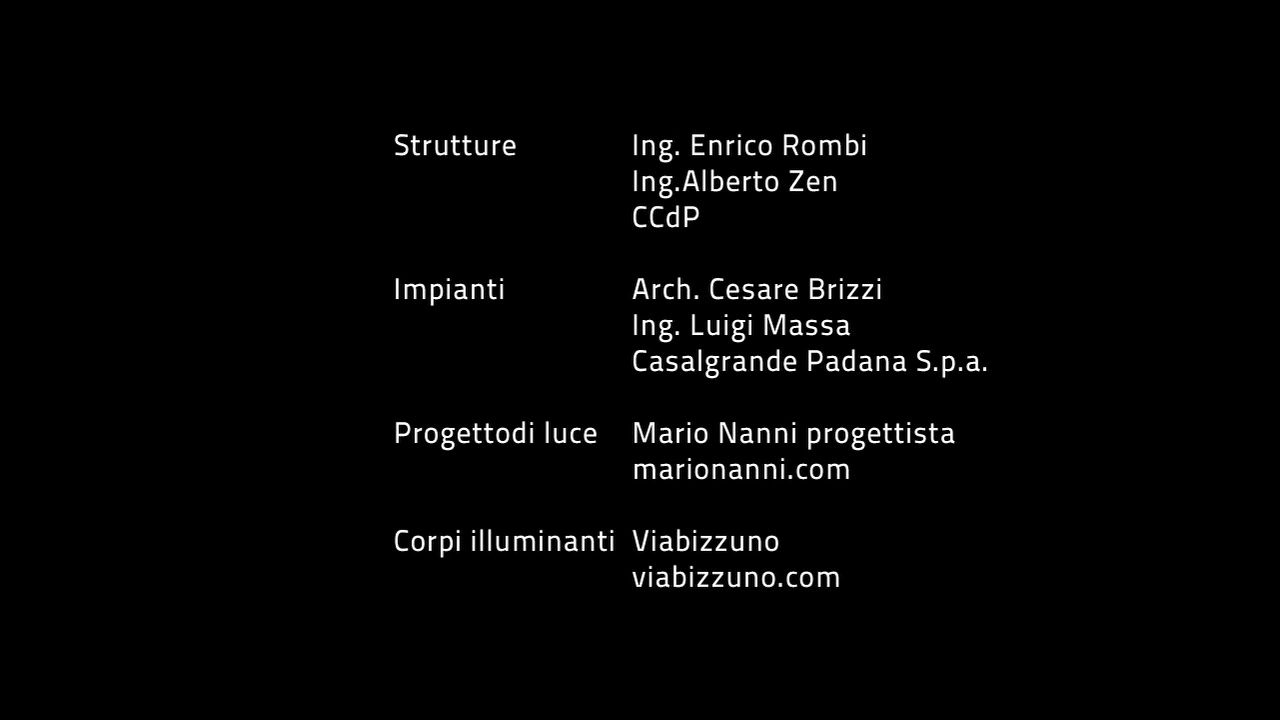 Strutture Ing. Enrico Rombi
Ing.Alberto Zen
CCdP
Impianti Arch. Cesare Brizzi
Ing. Luigi Massa
Casalgrande Padana S.p.a.
Progettodi luce Mario Nanni progettista
marionanni.com
Corpi illuminanti Viabizzuno
viabizzuno.com